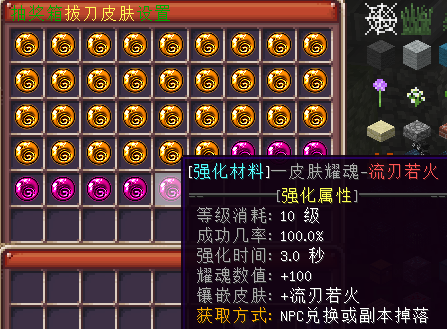 拔刀皮肤设置
[强化材料]—皮肤耀魂-流刃若火
[强化属性]
等级消耗: 10 级
成功几率: 100.0%
强化时间: 3.0 秒
耀魂数值: +100
镶嵌皮肤: +流刃若火
获取方式: NPC兑换或副本掉落